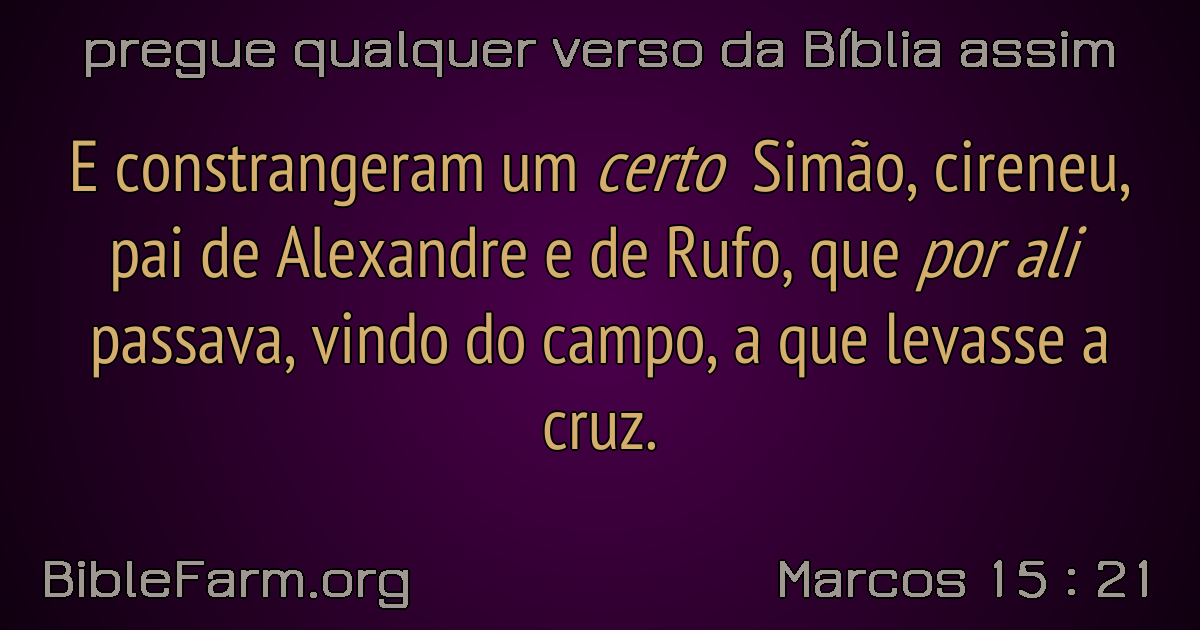 pregue qualquer verso da Bíblia assim
E constrangeram um certo Simão, cireneu,
pai de Alexandre e de Rufo, que por ali
passava, vindo do campo, a que levasse a
cruz.
BibleFarm.org
Marcos 15 : 21